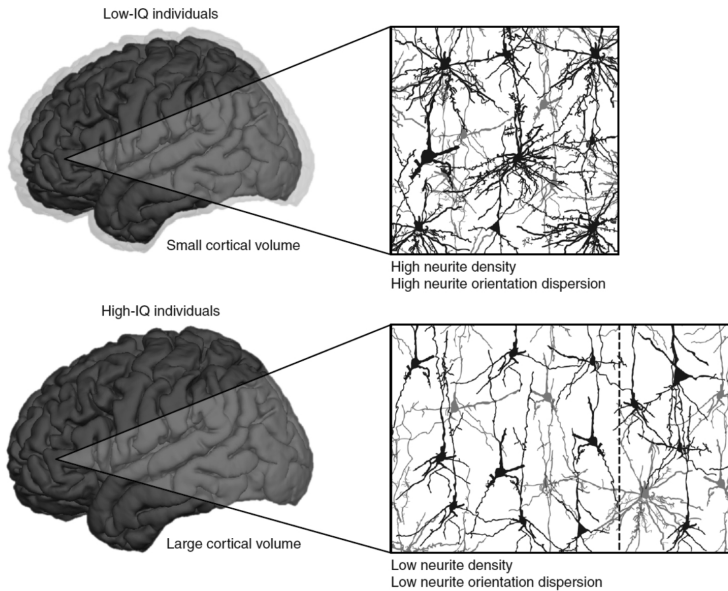 Low-IQ individuals
Small cortical volume
High neurite density
High neurite orientation dispersion
High-IQ individuals
Large cortical volume
Low neurite density
Low neurite orientation dispersion